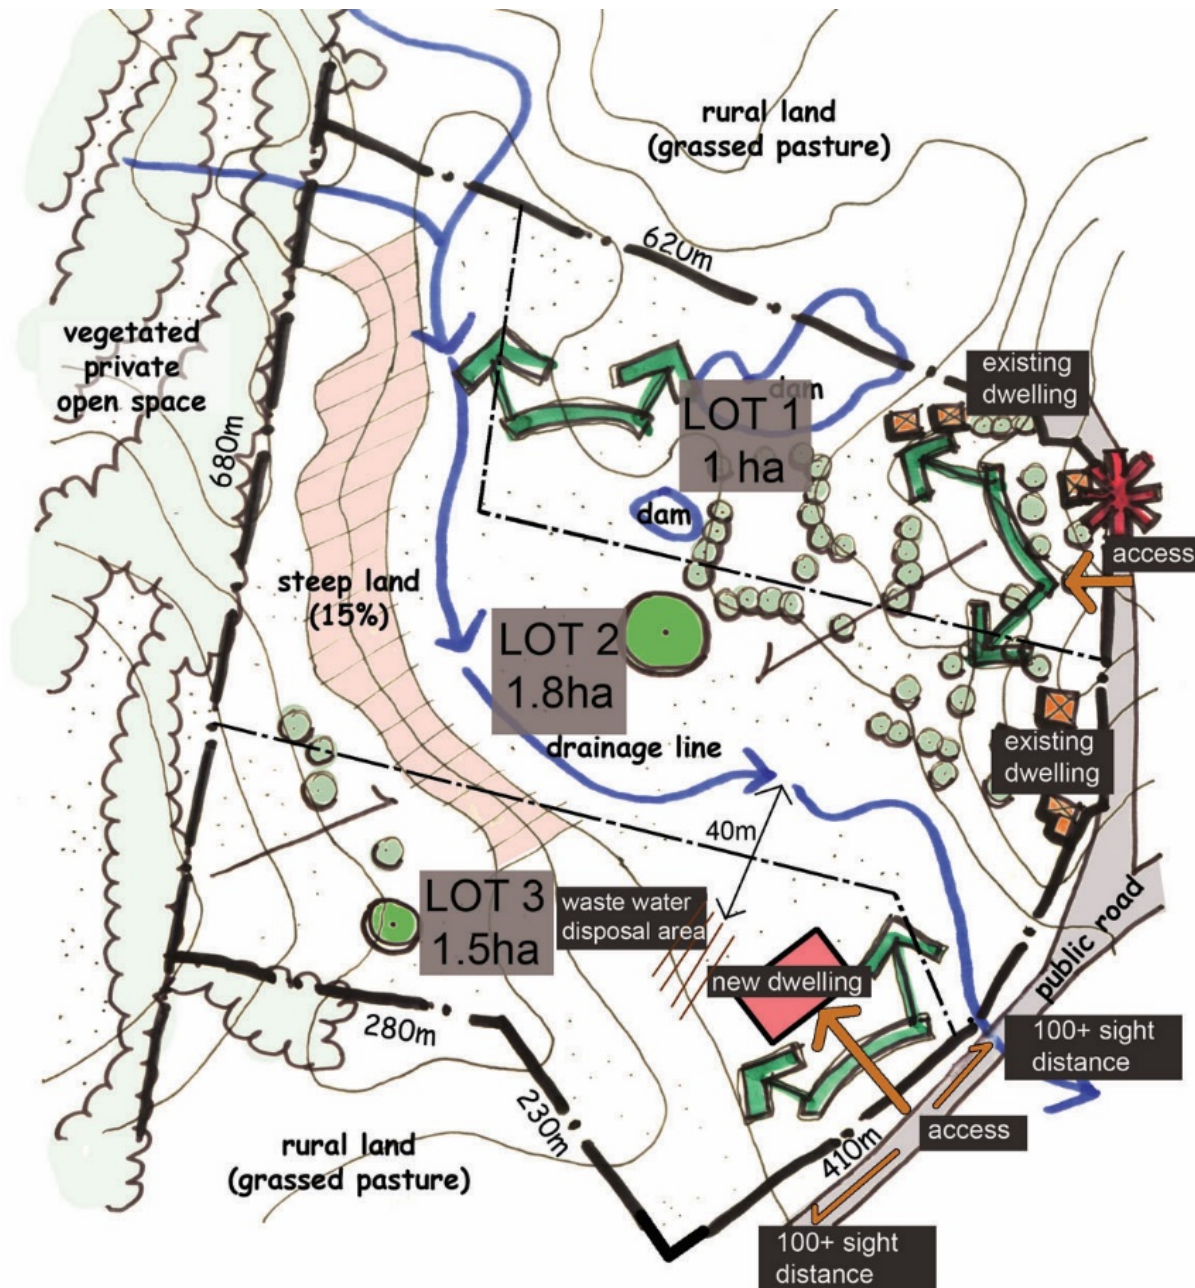 rural land
(grassed pasture)
620m
vegetated
private
open space
680m
existing
dwelling
dam
LOT 1
1 ha
dam
access
steep land
(15%)
LOT 2
1.8ha
drainage line
existing
dwelling
40m
LOT 3
1.5ha
waste water
disposal area
new dwelling
public road
280m
230m
100+ sight
distance
access
410m
rural land
(grassed pasture)
100+ sight
distance